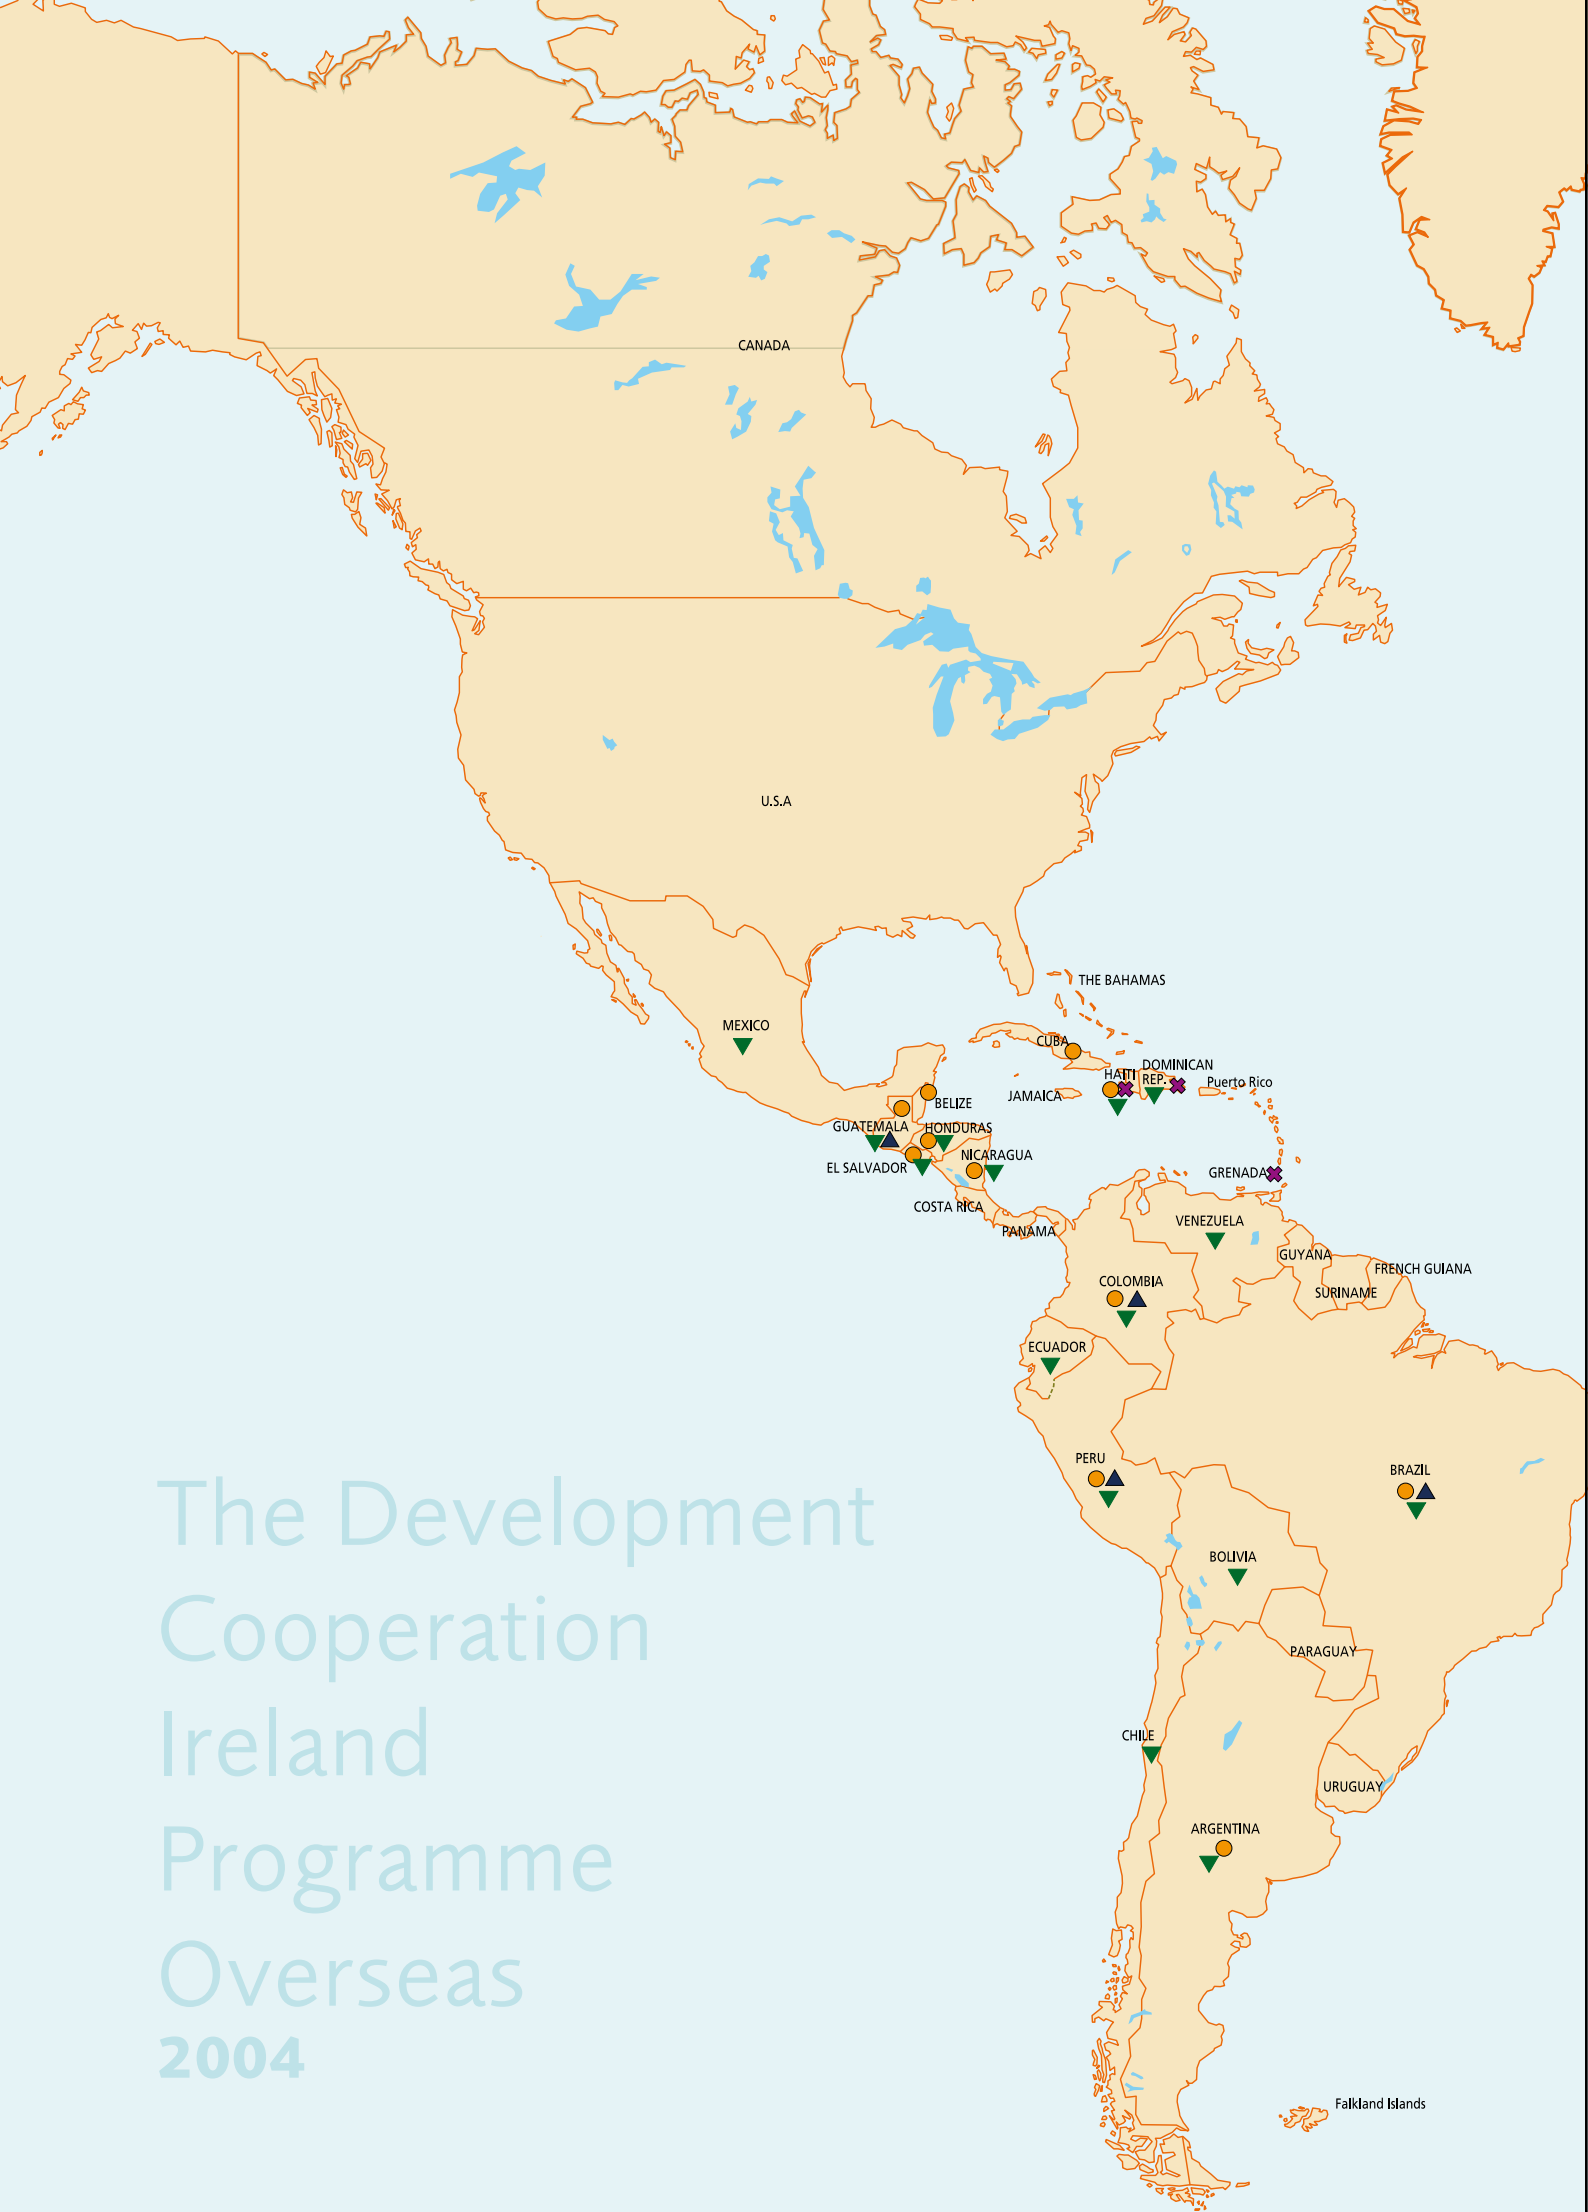 CANADA
U.S.A
THE BAHAMAS
MEXICO
CUBA
DOMINICAN
REP.
HAITI
Puerto Rico
JAMAICA
BELIZE
GUATEMALA
HONDURAS
NICARAGUA
EL SALVADOR
GRENADA
COSTA RICA
PANAMA
VENEZUELA
GUYANA
FRENCH GUIANA
SURINAME
COLOMBIA
ECUADOR
PERU
BRAZIL
BOLIVIA
PARAGUAY
CHILE
URUGUAY
ARGENTINA
Falkland Islands
The Development
Cooperation
Ireland
Programme
Overseas
2004